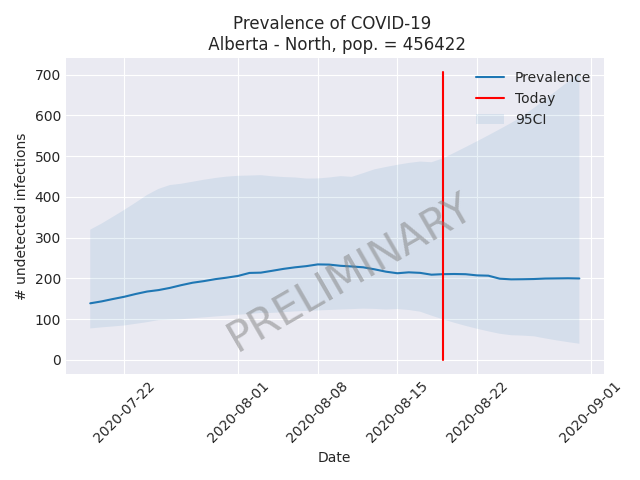 Prevalence of COVID-19
Alberta - North, pop. = 456422
700
600
500
400
300
200
100
0
# undetected infections
Prevalence
Today
95CI
PRELIMINARY
2020-07-22
2020-08-01
2020-08-08
2020-08-15
2020-08-22
2020-09-01
Date